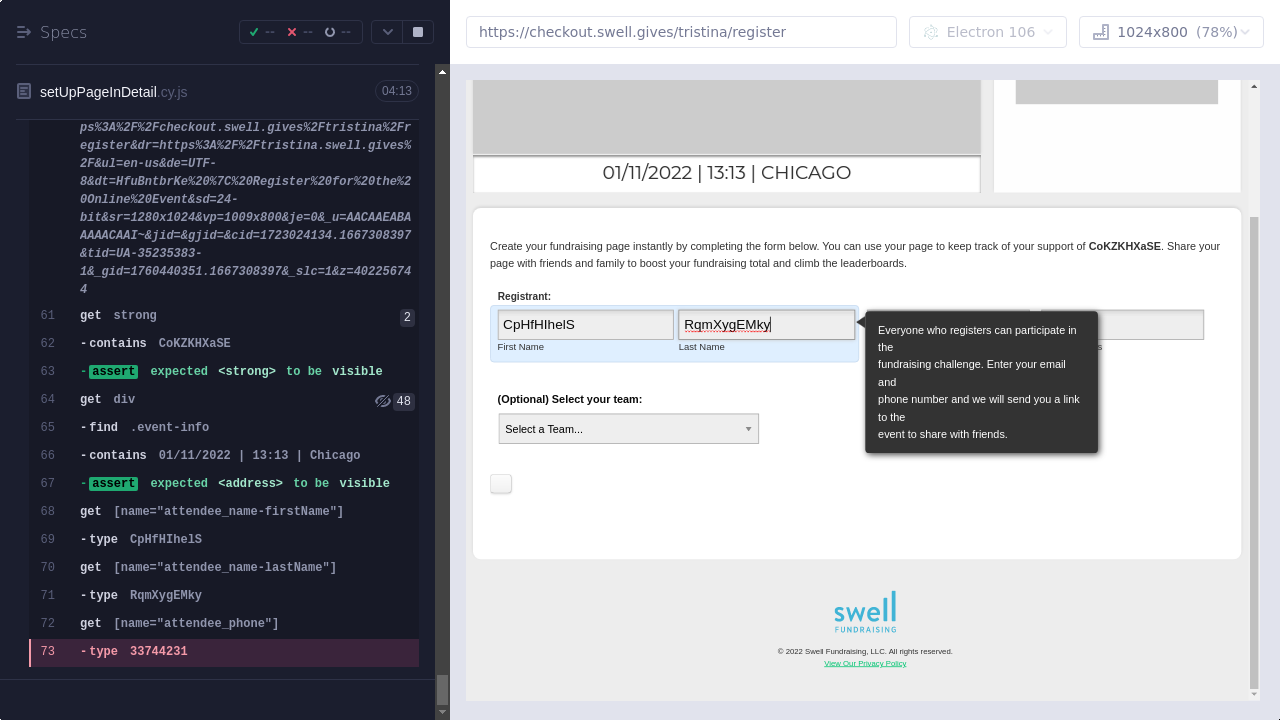 Specs
--
--
--
https://checkout.swell.gives/tristina/register
Electron 106
1024x800 (78%)
setUpPageInDetail.cy.js
04:13
ps%3A%2F%2Fcheckout.swell.gives%2Ftristina%2Fr
egister&dr=https%3A%2F%2Ftristina.swell.gives%
2F&ul=en-us&de=UTF-
8&dt=HfuBntbrKe%20%7C%20Register%20for%20the%2
0Online%20Event&sd=24-
bit&sr=1280x1024&vp=1009x800&je=0&_u=AACAAEABA
AAAACAAI~&jid=&gjid=&cid=1723024134.1667308397
&tid=UA-35235383-
1&_gid=1760440351.1667308397&_slc=1&z=40225674
4
61 get strong 2
62 -contains CoKZKHXaSE
63 -assert expected <strong> to be visible
64 get div 48
65 -find .event-info
66 -contains 01/11/2022 | 13:13 | Chicago
67 -assert expected <address> to be visible
68 get [name="attendee_name-firstName"]
69 -type CpHfHIhelS
70 get [name="attendee_name-lastName"]
71 -type RqmXygEMky
72 get [name="attendee_phone"]
73 -type 33744231
01/11/2022 | 13:13 | CHICAGO
Create your fundraising page instantly by completing the form below. You can use your page to keep track of your support of CoKZKHXaSE. Share your
page with friends and family to boost your fundraising total and climb the leaderboards.
Registrant:
CpHfHIhelS
RqmXygEMky
First Name
Last Name
s
Everyone who registers can participate in
the
fundraising challenge. Enter your email
and
phone number and we will send you a link
to the
event to share with friends.
(Optional) Select your team:
Select a Team...
swell
FUNDRAISING
© 2022 Swell Fundraising, LLC. All rights reserved.
View Our Privacy Policy